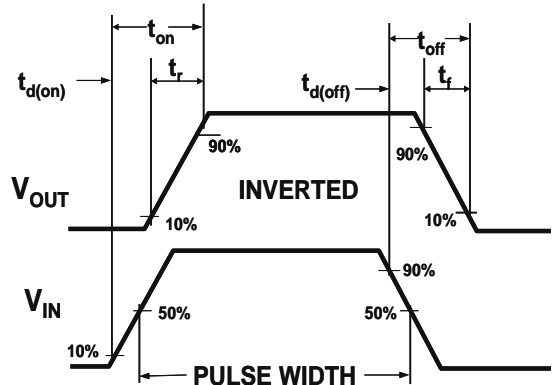 ton
toff
td(on)
tr
td(off)
tf
90%
90%
VOUT
INVERTED
10%
10%
90%
VIN
50%
50%
10%
PULSE WIDTH